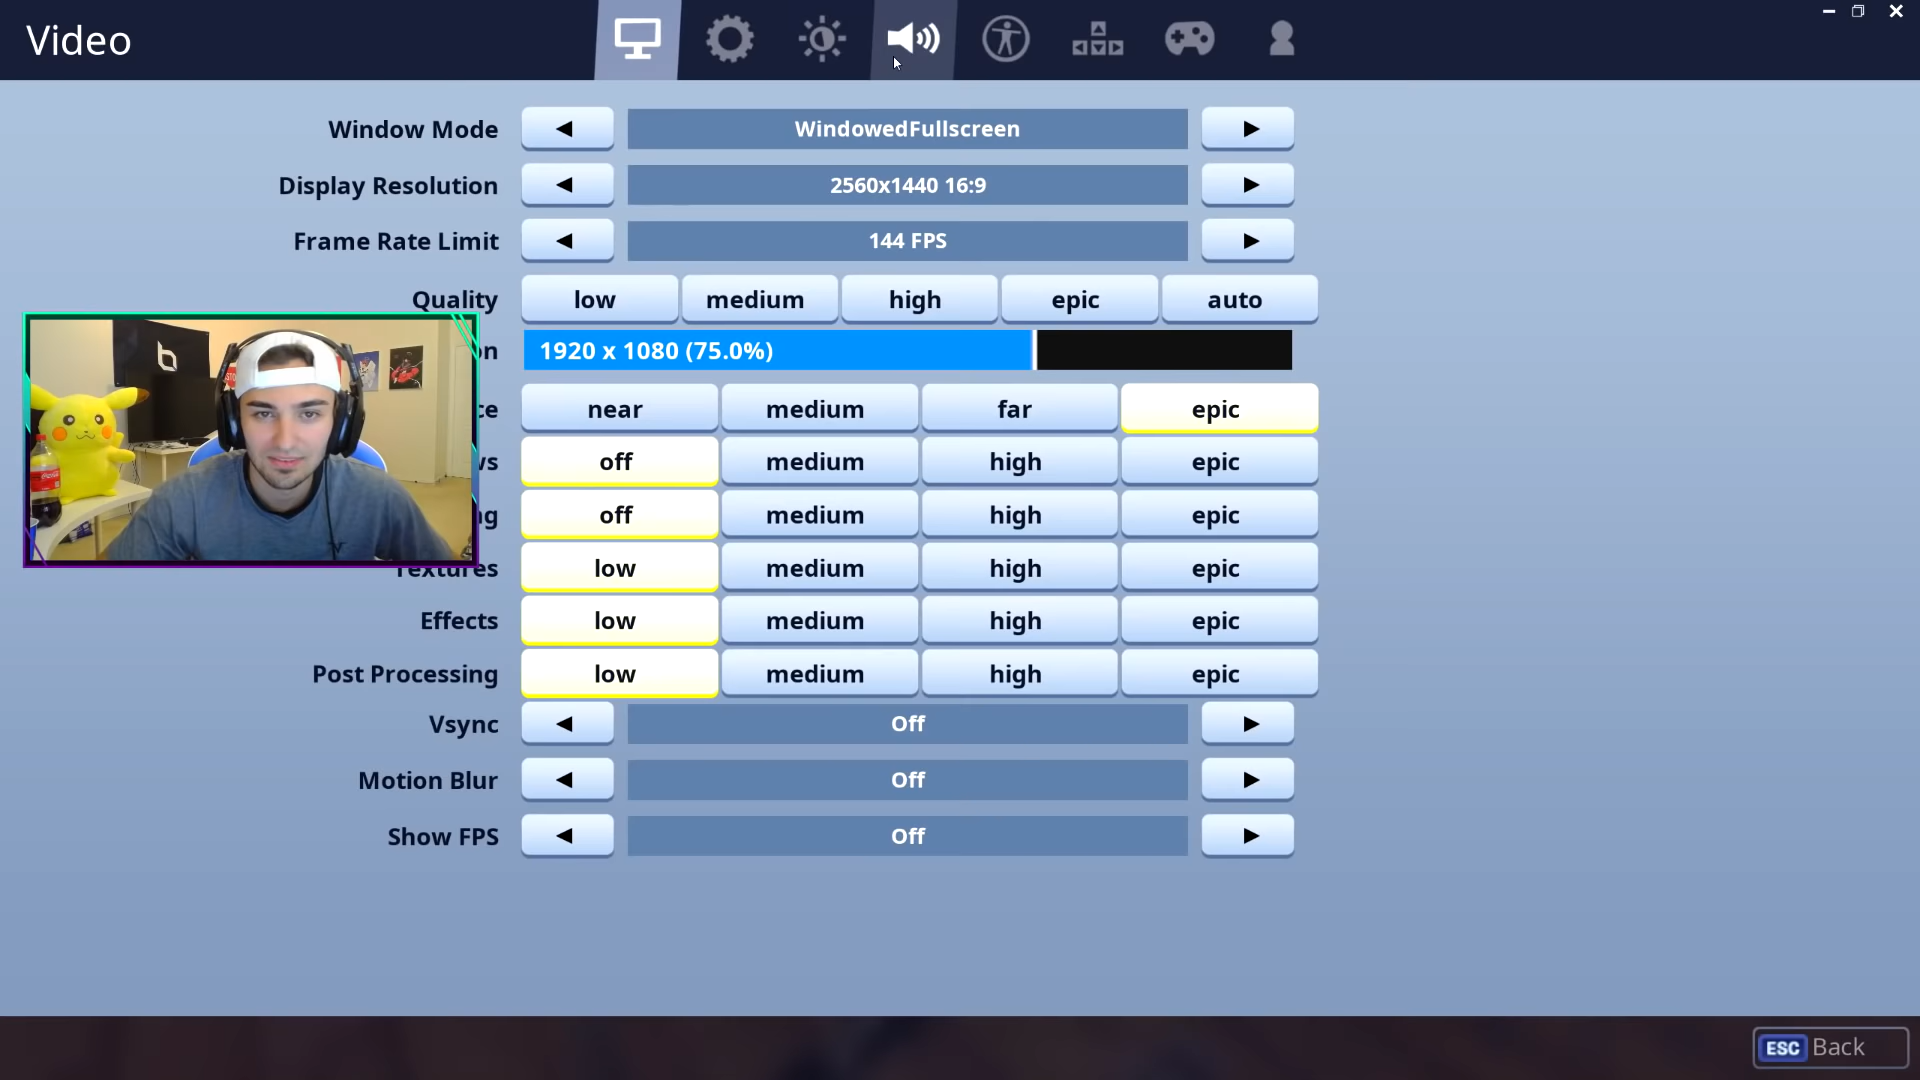 Video
Window Mode WindowedFullscreen
Display Resolution 2560x1440 16:9
Frame Rate Limit 144 FPS
Quality low medium high epic auto
1920 x 1080 (75.0%)
near medium far epic
off medium high epic
off medium high epic
Textures low medium high epic
Effects low medium high epic
Post Processing low medium high epic
Vsync Off
Motion Blur Off
Show FPS Off
ESC Back